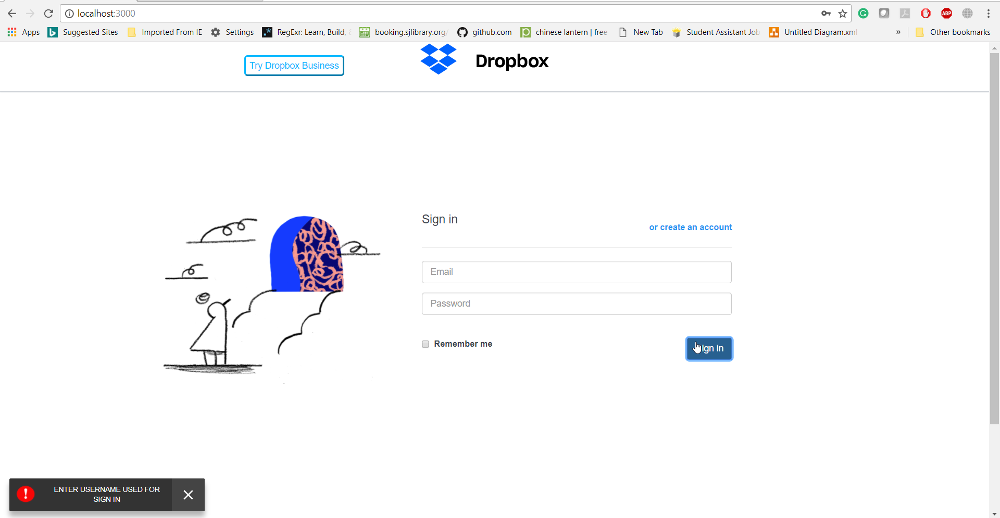 localhost:3000
ABP
Apps Suggested Sites Imported From IE Settings RegExr: Learn, Build, booking.sjlibrary.org/ github.com chinese lantern | free New Tab Student Assistant Job Untitled Diagram.xml » Other bookmarks
Try Dropbox Business
Dropbox
Sign in
or create an account
Email
Password
Remember me
ign in
ENTER USERNAME USED FOR
SIGN IN